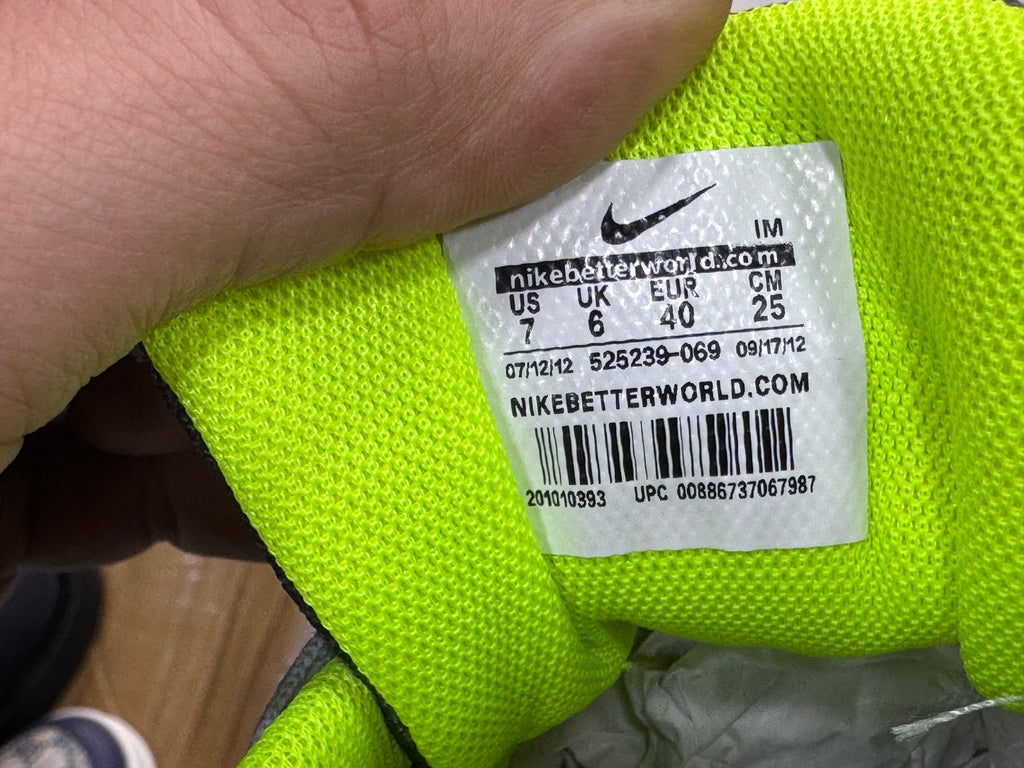 IM
nikebetterworld.com
US UK EUR CM
7 6 40 25
07/12/12 525239-069 09/17/12
NIKEBETTERWORLD.COM
201010393 UPC 00886737067987